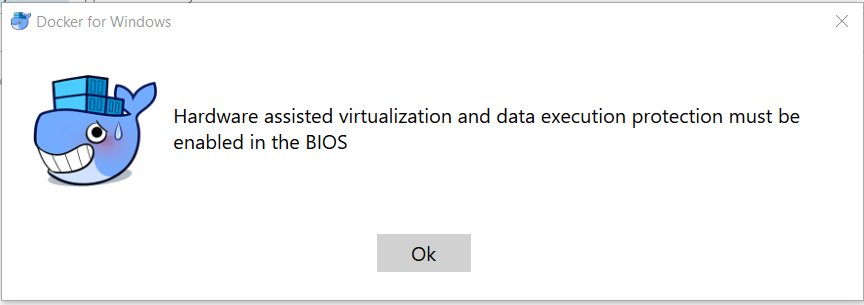 Docker for Windows
Hardware assisted virtualization and data execution protection must be
enabled in the BIOS
Ok